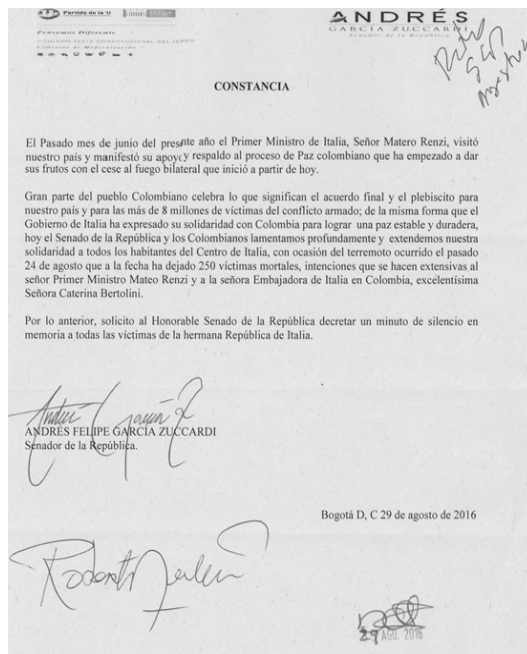 Partido de la U
ANDRÉS
GARCÍA ZUCCARDI
Senador de la República
Pensemos Diferente
CONSTANCIA
El Pasado mes de junio del presente año el Primer Ministro de Italia, Señor Matero Renzi, visitó
nuestro país y manifestó su apoyo y respaldo al proceso de Paz colombiano que ha empezado a dar
sus frutos con el cese al fuego bilateral que inició a partir de hoy.
Gran parte del pueblo Colombiano celebra lo que significan el acuerdo final y el plebiscito para
nuestro país y para las más de 8 millones de víctimas del conflicto armado; de la misma forma que el
Gobierno de Italia ha expresado su solidaridad con Colombia para lograr una paz estable y duradera,
hoy el Senado de la República y los Colombianos lamentamos profundamente y extendemos nuestra
solidaridad a todos los habitantes del Centro de Italia, con ocasión del terremoto ocurrido el pasado
24 de agosto que a la fecha ha dejado 250 víctimas mortales, intenciones que se hacen extensivas al
señor Primer Ministro Mateo Renzi y a la señora Embajadora de Italia en Colombia, excelentísima
Señora Caterina Bertolini.
Por lo anterior, solicito al Honorable Senado de la República decretar un minuto de silencio en
memoria a todas las víctimas de la hermana República de Italia.
ANDRÉS FELIPE GARCÍA ZUCCARDI
Senador de la República.
Bogotá D, C 29 de agosto de 2016
29 AGO. 2016